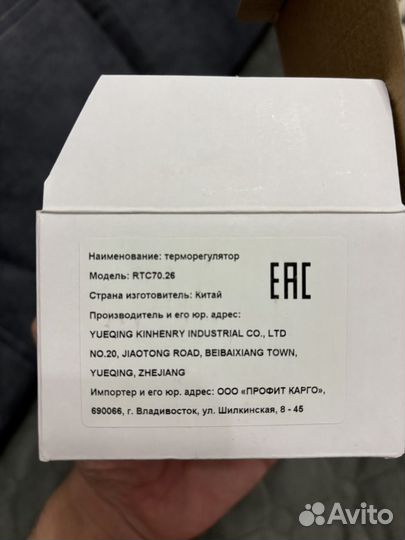 Наименование: терморегулятор
Модель: RTC70.26
Страна изготовитель: Китай
EAC
Производитель и его юр. адрес:
YUEQING KINHENRY INDUSTRIAL CO., LTD
NO.20, JIAOTONG ROAD, BEIBAIXIANG TOWN,
YUEQING, ZHEJIANG
Импортер и его юр. адрес: ООО «ПРОФИТ КАРГО»,
690066, г. Владивосток, ул. Шилкинская, 8 - 45
Avito